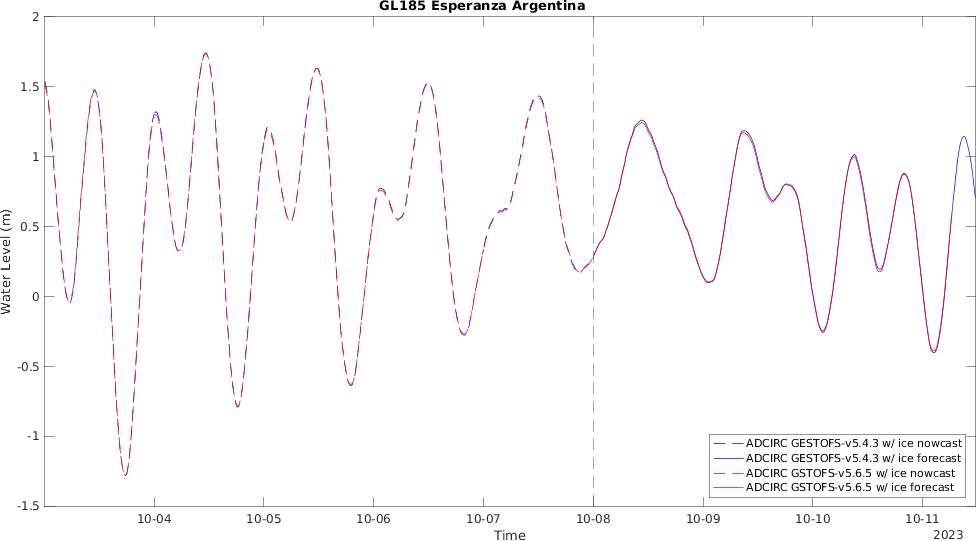 GL185 Esperanza Argentina
Water Level (m)
2
1.5
1
0.5
0
-0.5
-1
-1.5
ADCIRC GESTOFS-v5.4.3 w/ ice nowcast
ADCIRC GESTOFS-v5.4.3 w/ ice forecast
ADCIRC GSTOFS-v5.6.5 w/ ice nowcast
ADCIRC GSTOFS-v5.6.5 w/ ice forecast
10-04 10-05 10-06 10-07 10-08 10-09 10-10 10-11
Time
2023